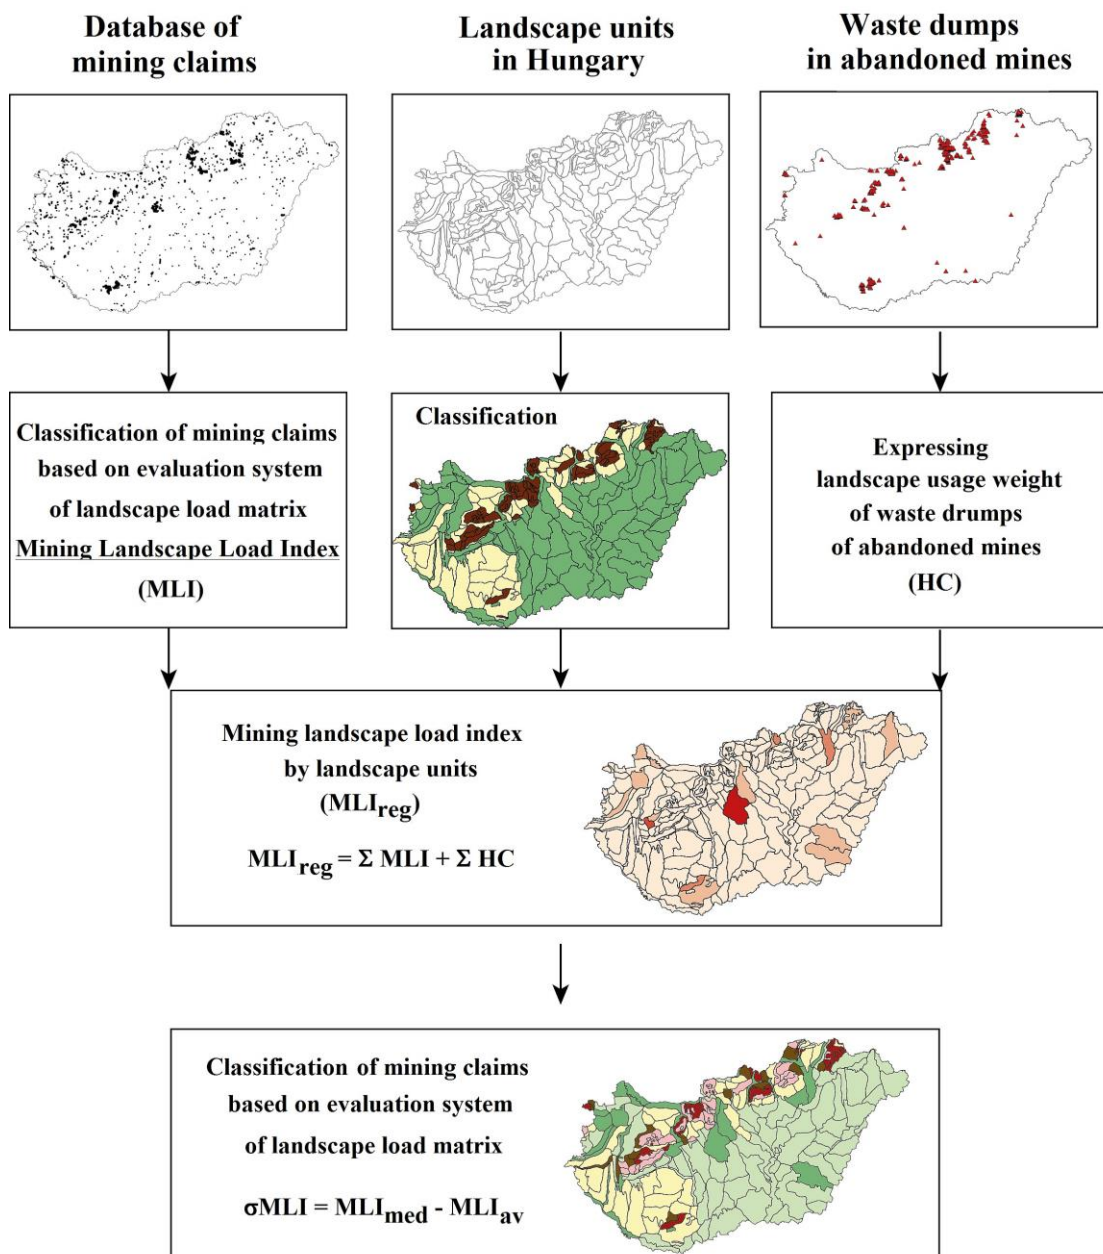 Database of
mining claims
Landscape units
in Hungary
Waste dumps
in abandoned mines
Classification of mining claims
based on evaluation system
of landscape load matrix
Mining Landscape Load Index
(MLI)
Classification
Expressing
landscape usage weight
of waste drumps
of abandoned mines
(HC)
Mining landscape load index
by landscape units
(MLIreg)
MLIreg = Σ MLI + Σ HC
Classification of mining claims
based on evaluation system
of landscape load matrix
σMLI = MLImed - MLIav